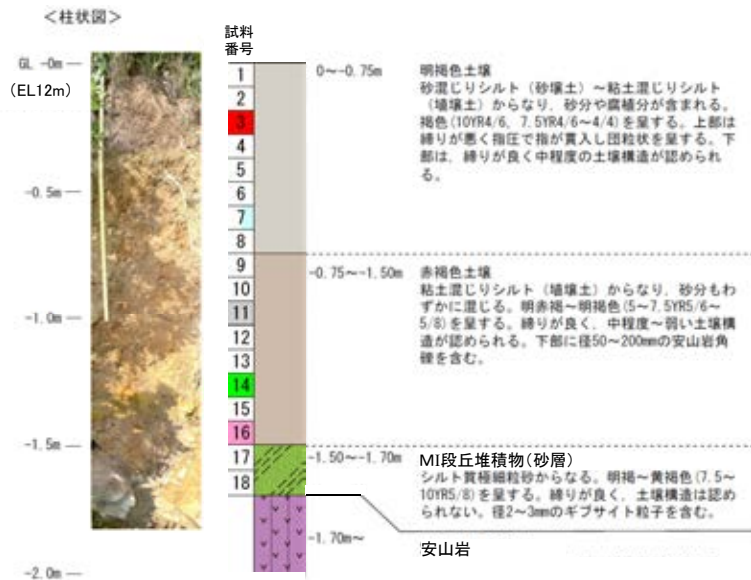 ＜柱状図＞
試料
番号
GL -0m
(EL12m)
-0.5m
-1.0m
-1.5m
-2.0m
1
2
3
4
5
6
7
8
9
10
11
12
13
14
15
16
17
18
0～-0.75m 明褐色土壌
砂混じりシルト（砂壌土）～粘土混じりシルト
（埴壌土）からなり，砂分や腐植分が含まれる。
褐色(10YR4/6，7.5YR4/6～4/4)を呈する。上部は
締りが悪く指圧で指が貫入し団粒状を呈する。下
部は，締りが良く中程度の土壌構造が認められ
る。
-0.75～-1.50m 赤褐色土壌
粘土混じりシルト（埴壌土）からなり，砂分もわ
ずかに混じる。明赤褐～明褐色(5～7.5YR5/6～
5/8)を呈する。締りが良く，中程度～弱い土壌構
造が認められる。下部に径50～200mmの安山岩角
礫を含む。
-1.50～-1.70m MI段丘堆積物(砂層)
シルト質極細粒砂からなる。明褐～黄褐色(7.5～
10YR5/8)を呈する。締りが良く，土壌構造は認め
られない。径2～3mmのギブサイト粒子を含む。
-1.70m～ 安山岩